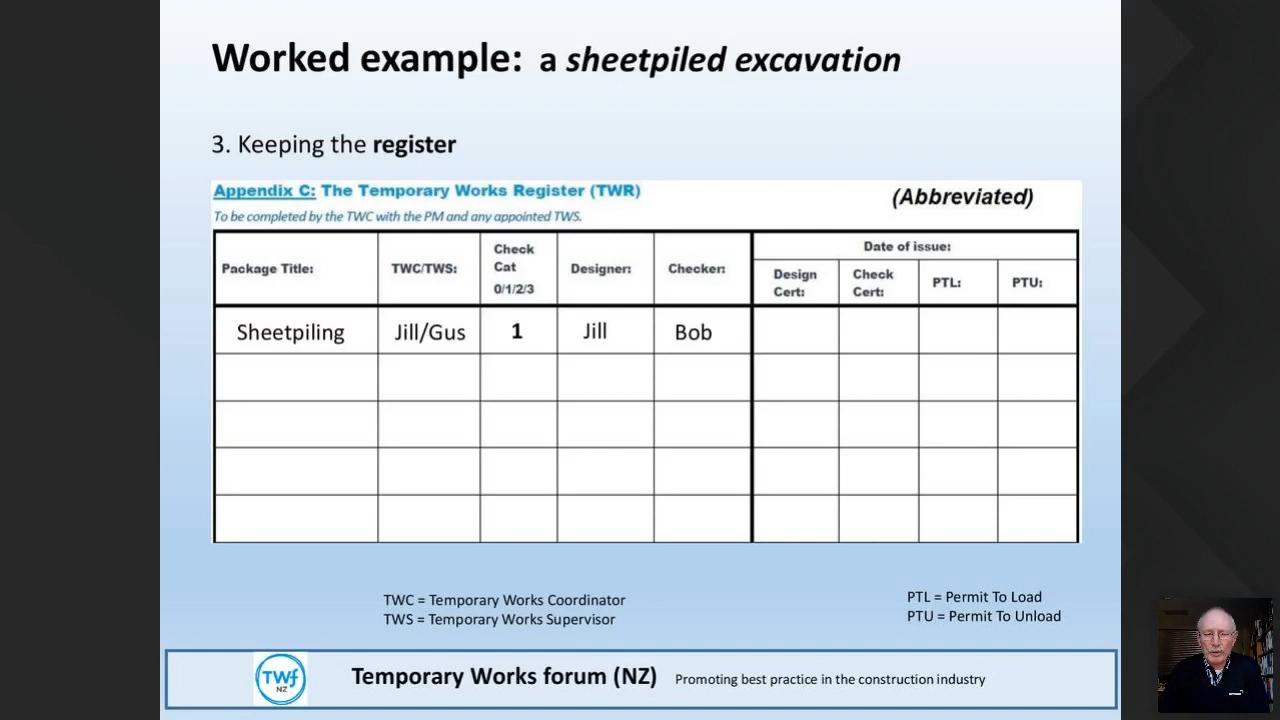 Worked example: a sheetpiled excavation
3. Keeping the register
Appendix C: The Temporary Works Register (TWR)
(Abbreviated)
To be completed by the TWC with the PM and any appointed TWS.
Package Title:
TWC/TWS:
Check
Cat
0/1/2/3
Designer:
Checker:
Date of issue:
Design
Cert:
Check
Cert:
PTL:
PTU:
Sheetpiling
Jill/Gus
1
Jill
Bob
TWC = Temporary Works Coordinator
TWS = Temporary Works Supervisor
PTL = Permit To Load
PTU = Permit To Unload
TWf
NZ
Temporary Works forum (NZ)
Promoting best practice in the construction industry